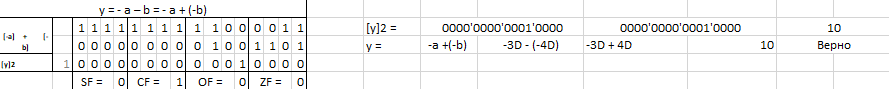 y = - a – b = - a + (-b)
[-a] + [-b]
1 1 1 1 1 1 1 1 1 1 0 0 0 0 1 1
0 0 0 0 0 0 0 0 0 1 0 0 1 1 0 1
[y]2 1 0 0 0 0 0 0 0 0 0 0 0 1 0 0 0 0
SF = 0 CF = 1 OF = 0 ZF = 0
[y]2 = 0000'0000'0001'0000 0000'0000'0001'0000 10
y = -a +(-b) -3D - (-4D) -3D + 4D 10 Верно